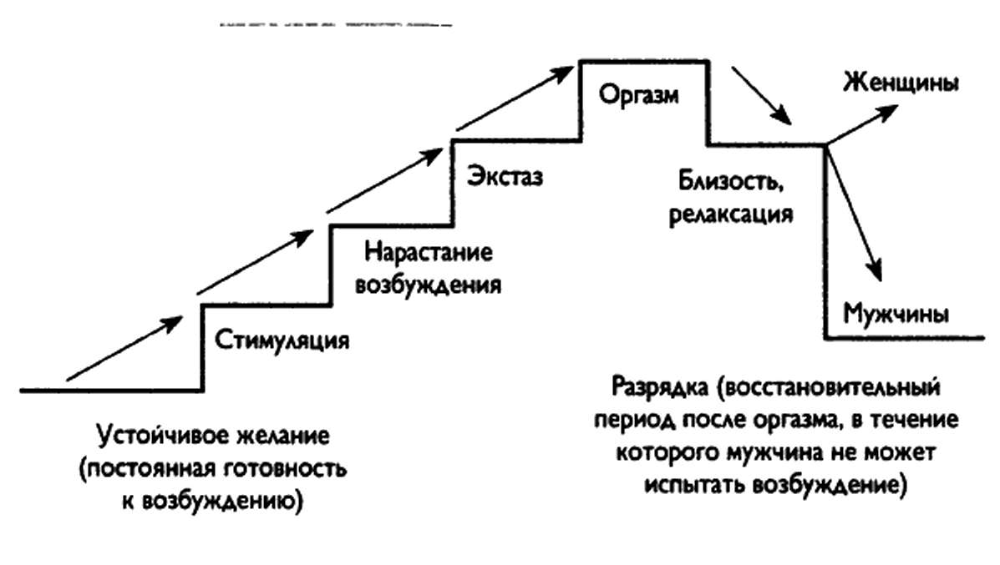 Женщины
Оргазм
Экстаз
Близость,
релаксация
Нарастание
возбуждения
Мужчины
Стимуляция
Разрядка (восстановительный
период после оргазма, в течение
которого мужчина не может
испытать возбуждение)
Устойчивое желание
(постоянная готовность
к возбуждению)